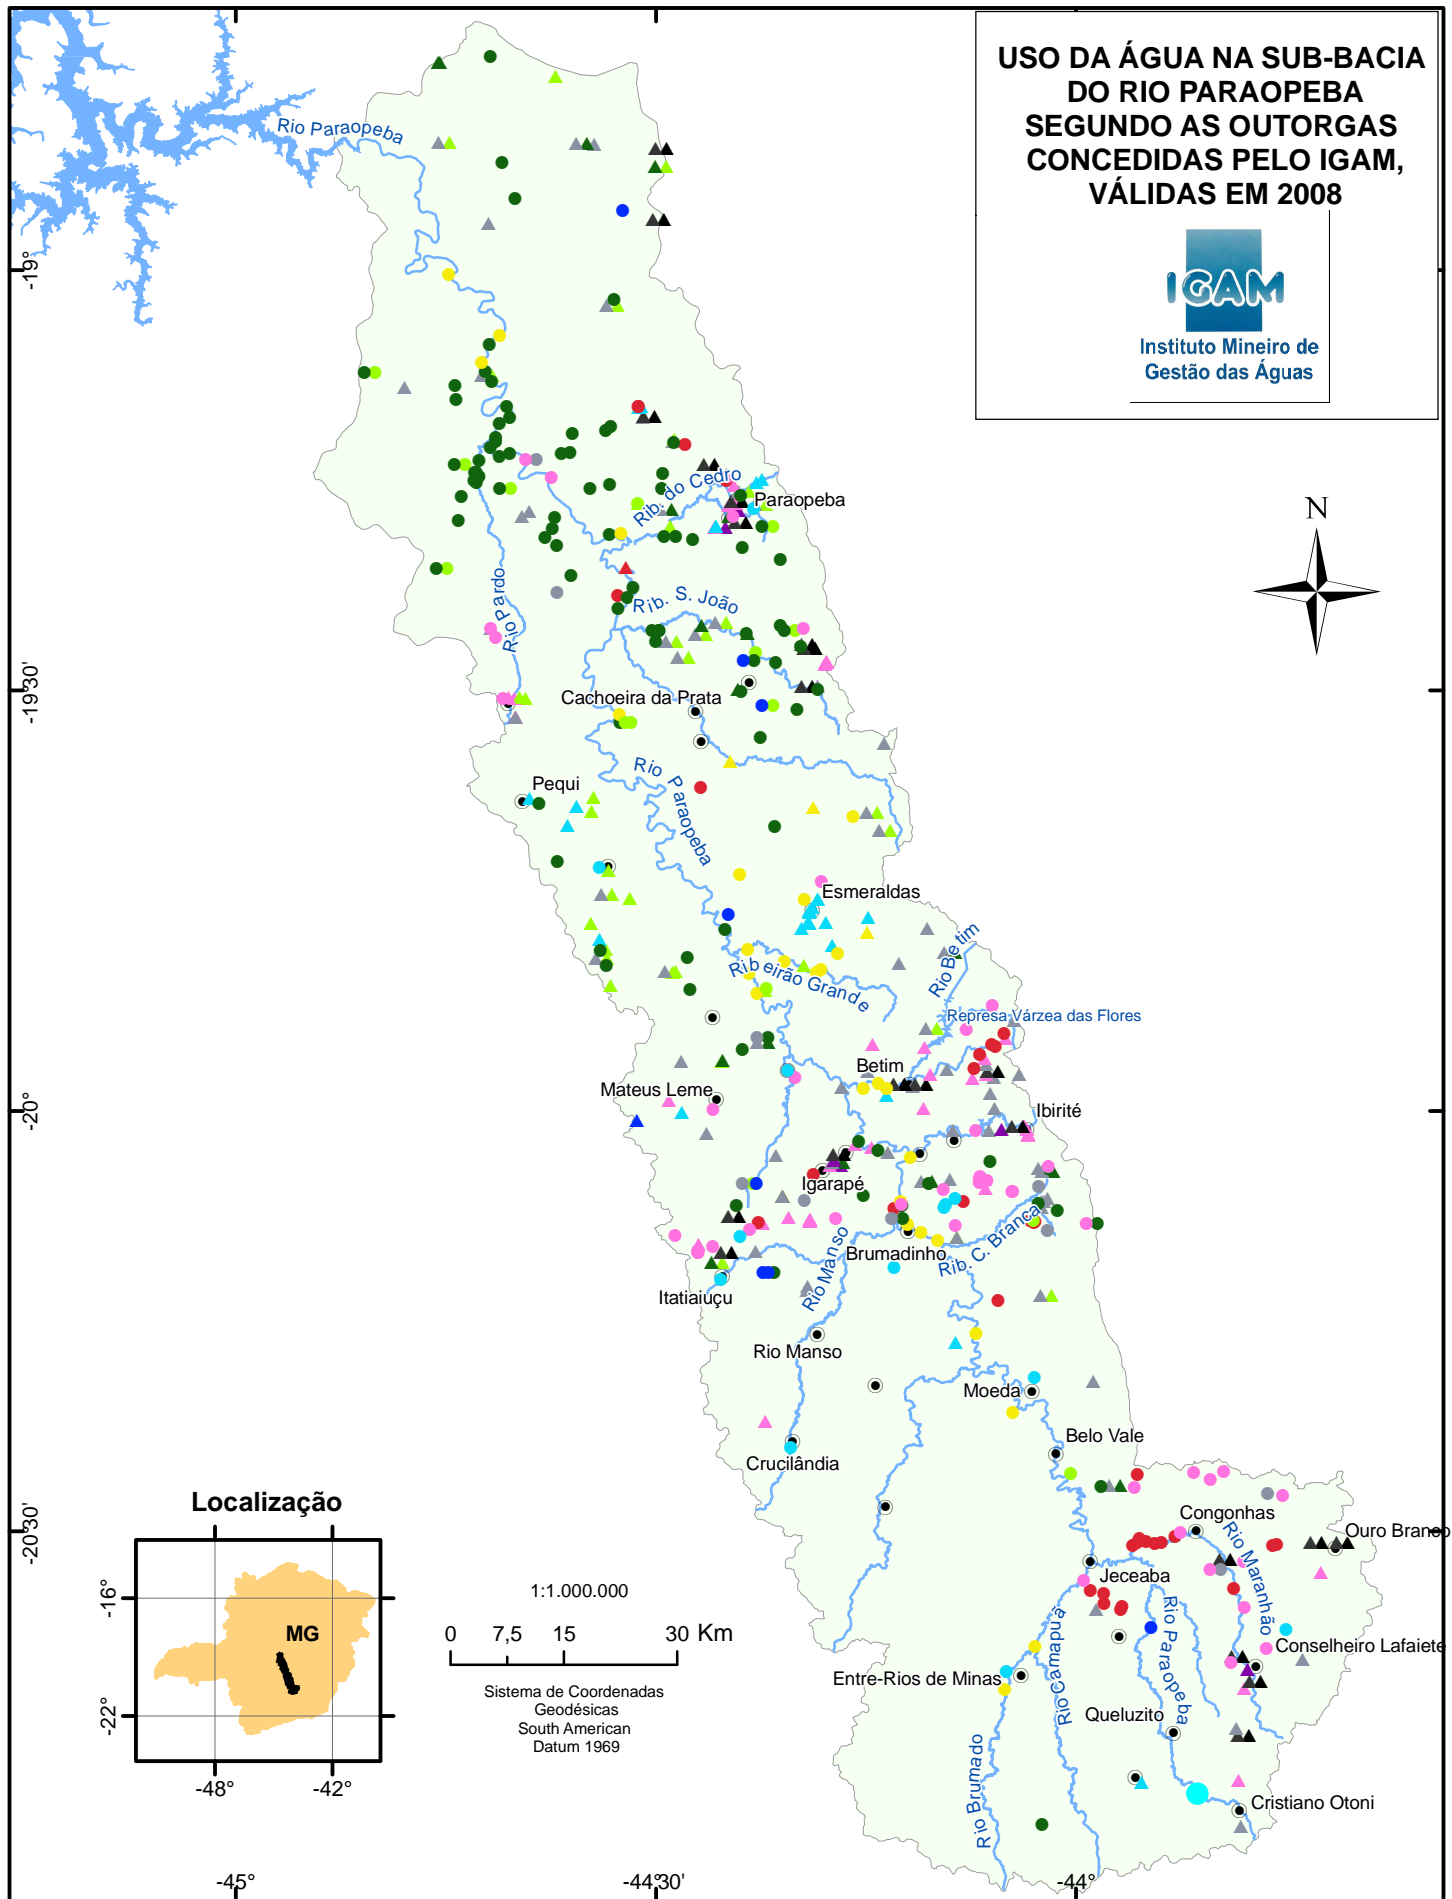 USO DA ÁGUA NA SUB-BACIA
DO RIO PARAOPEBA
SEGUNDO AS OUTORGAS
CONCEDIDAS PELO IGAM,
VÁLIDAS EM 2008
IGAM
Instituto Mineiro de
Gestão das Águas
Rio Paraopeba
-19°
N
Rib. do Cedro
Paraopeba
Rio Pardo
Rib. S. João
-19°30'
Cachoeira da Prata
Rio Paraopeba
Pequi
Esmeraldas
Rio Betim
Ribeirão Grande
Represa Várzea das Flores
Betim
Mateus Leme
-20°
Ibirité
Igarapé
Brumadinho
Rib. C. Branca
Rio Manso
Itatiaiuçu
Rio Manso
Moeda
Belo Vale
Crucilândia
Localização
Congonhas
-20°30'
Ouro Branco
Rio Maranhão
Jeceaba
-16°
MG
-22°
-48°
-42°
1:1.000.000
0 7,5 15 30 Km
Sistema de Coordenadas
Geodésicas
South American
Datum 1969
Rio Camapuã
Rio Paraopeba
Conselheiro Lafaiete
Entre-Rios de Minas
Queluzito
Rio Brumado
Cristiano Otoni
-45°
-44°30'
-44°